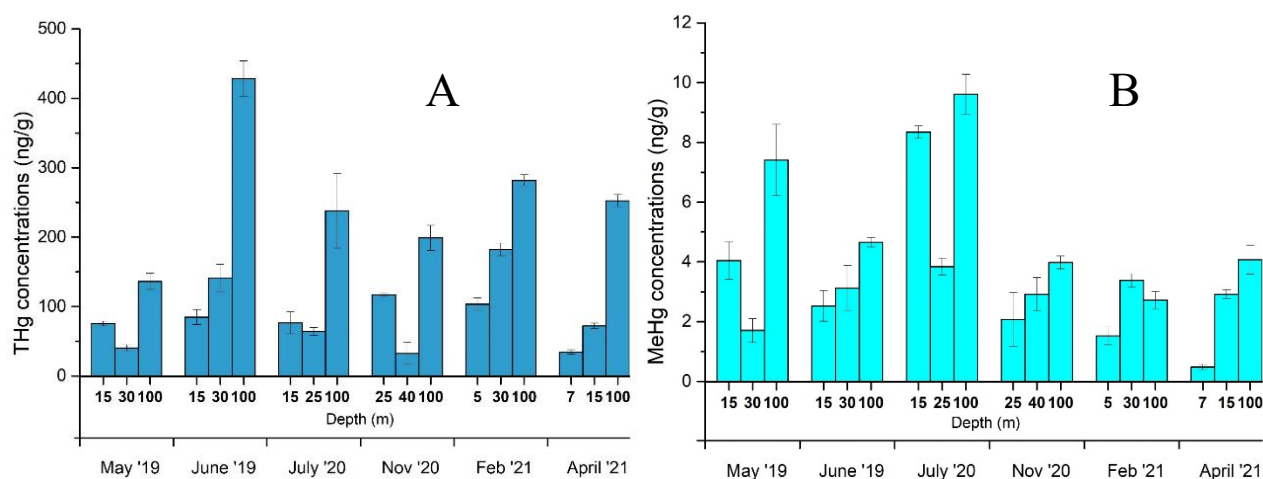 A
THg concentrations (ng/g)
500
400
300
200
100
0
15 30 100 15 30 100 15 25 100 25 40 100 5 30 100 7 15 100
Depth (m)
May '19 June '19 July '20 Nov '20 Feb '21 April '21
B
MeHg concentrations (ng/g)
12
10
8
6
4
2
0
15 30 100 15 30 100 15 25 100 25 40 100 5 30 100 7 15 100
Depth (m)
May '19 June '19 July '20 Nov '20 Feb '21 April '21